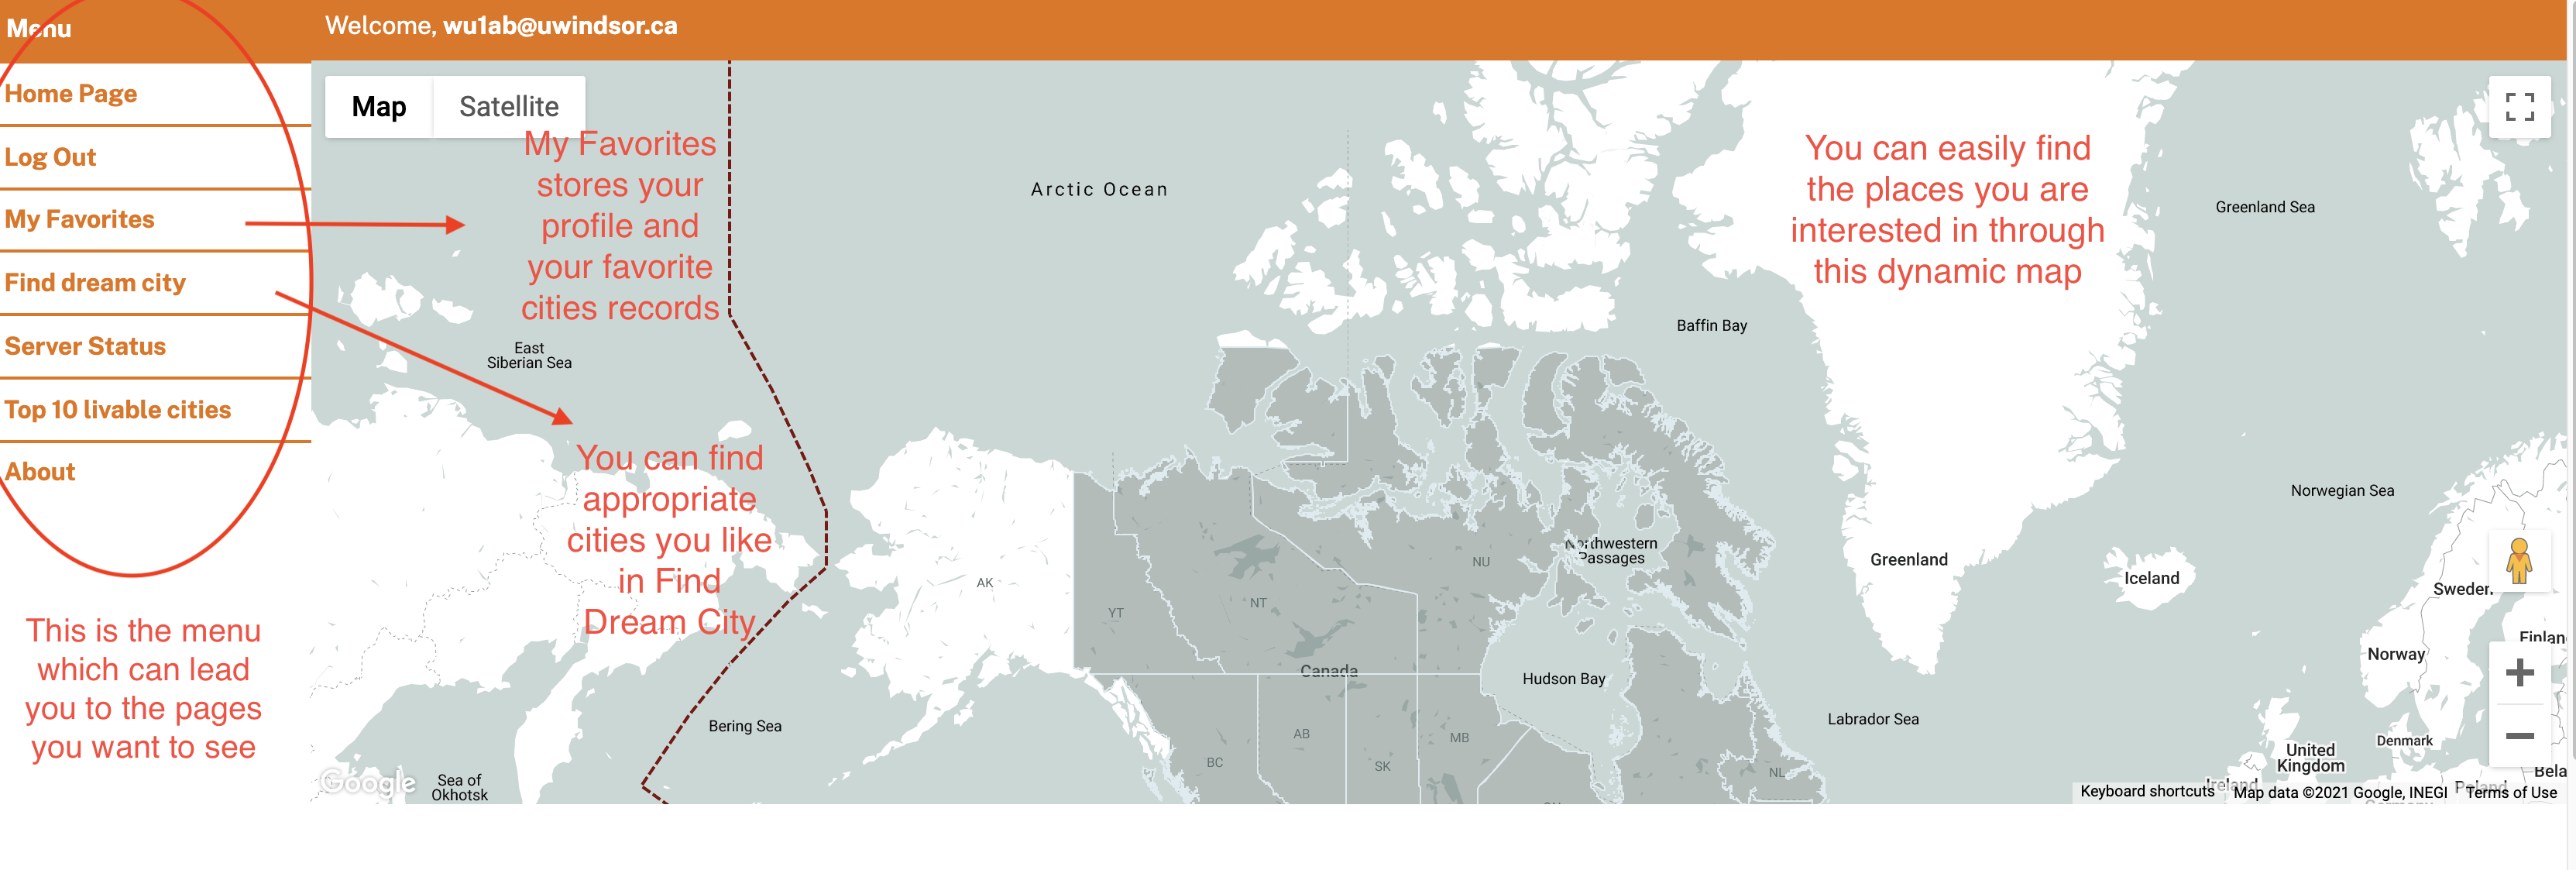 Menu
Welcome, wu1ab@uwindsor.ca
Home Page
Log Out
My Favorites
Find dream city
Server Status
Top 10 livable cities
About
This is the menu
which can lead
you to the pages
you want to see
Map
Satellite
My Favorites
stores your
profile and
your favorite
cities records
You can find
appropriate
cities you like
in Find
Dream City
You can easily find
the places you are
interested in through
this dynamic map
Arctic Ocean
Greenland Sea
Baffin Bay
East
Siberian Sea
Norwegian Sea
Northwestern
Passages
Greenland
Iceland
Sweden
Finlan
Norway
AK
YT
NT
NU
Canada
Hudson Bay
Labrador Sea
Bering Sea
AB
BC
SK
MB
NL
Denmark
United
Kingdom
Ireland
Poland
Bela
Germany
Sea of
Okhotsk
Google
Keyboard shortcuts
Map data ©2021 Google, INEGI
Terms of Use